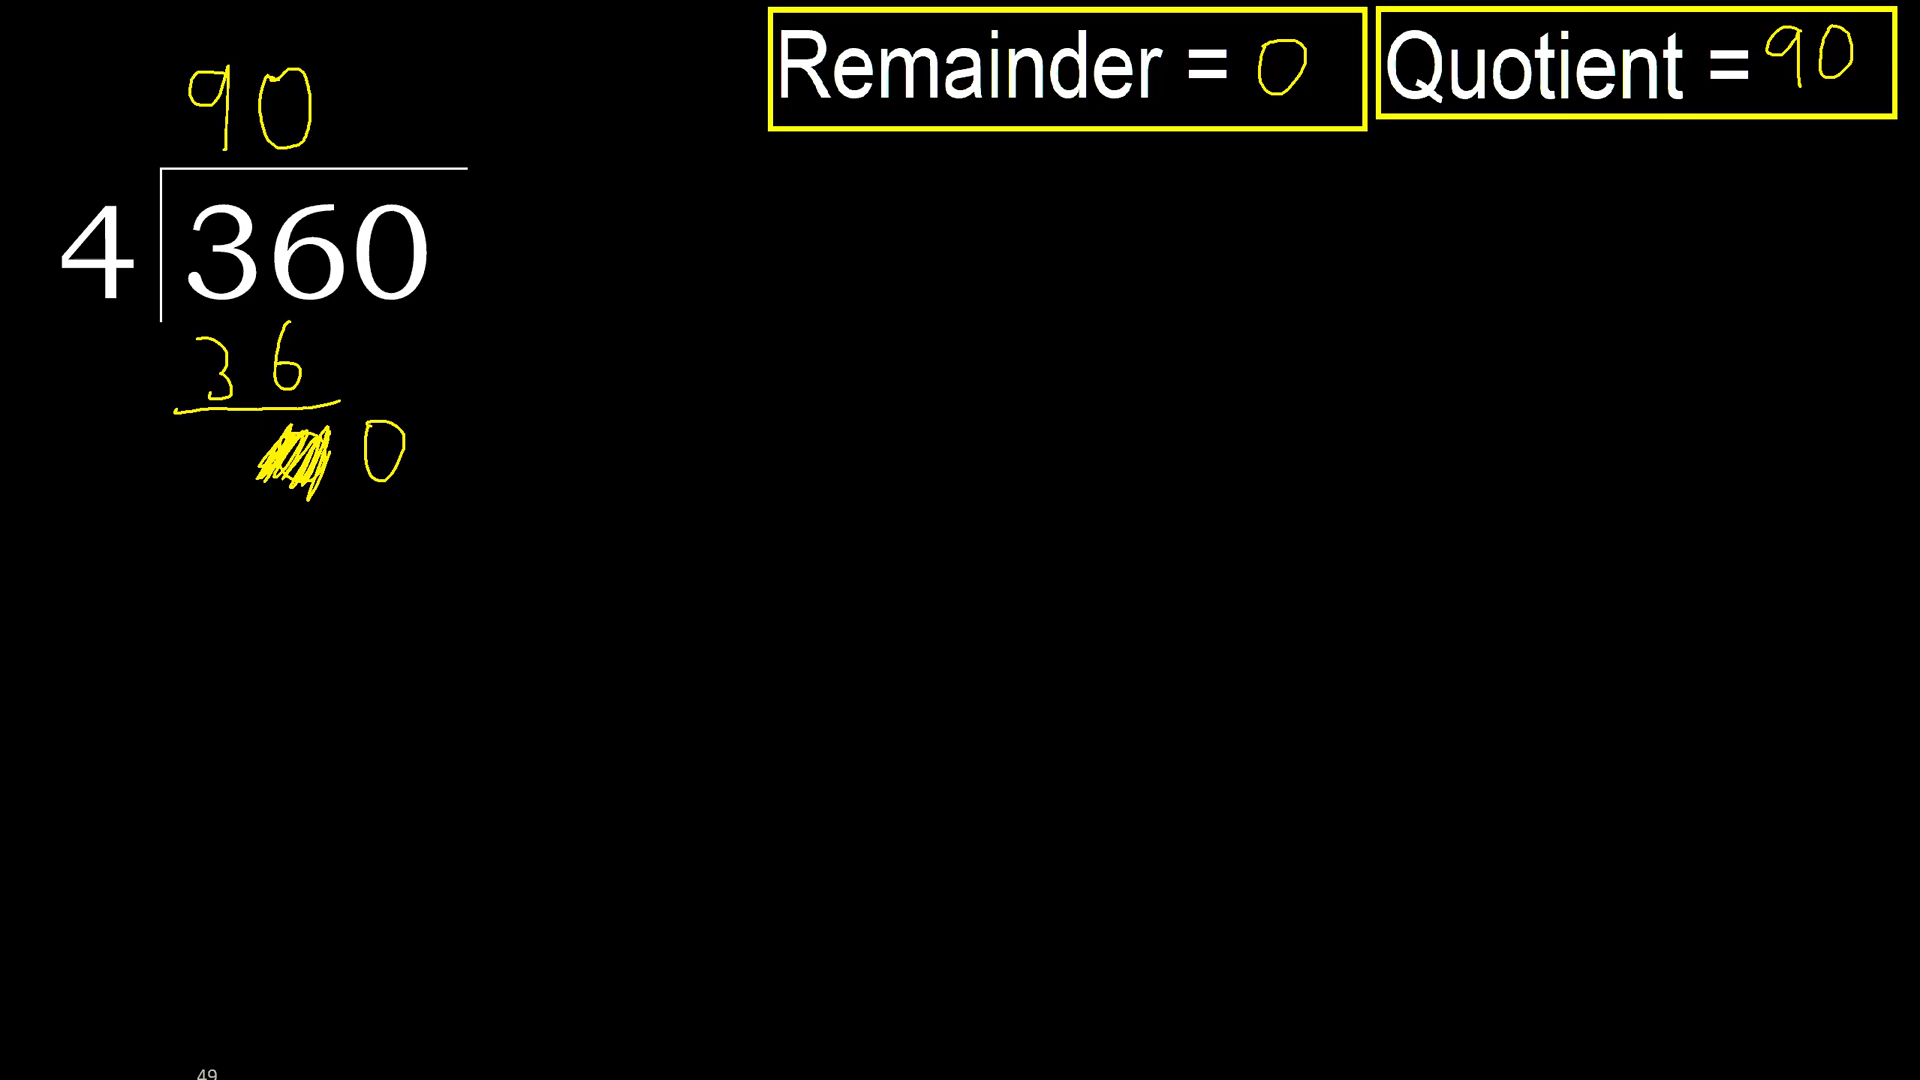 Remainder = 0
Quotient = 90
90
4 360
36
0
49